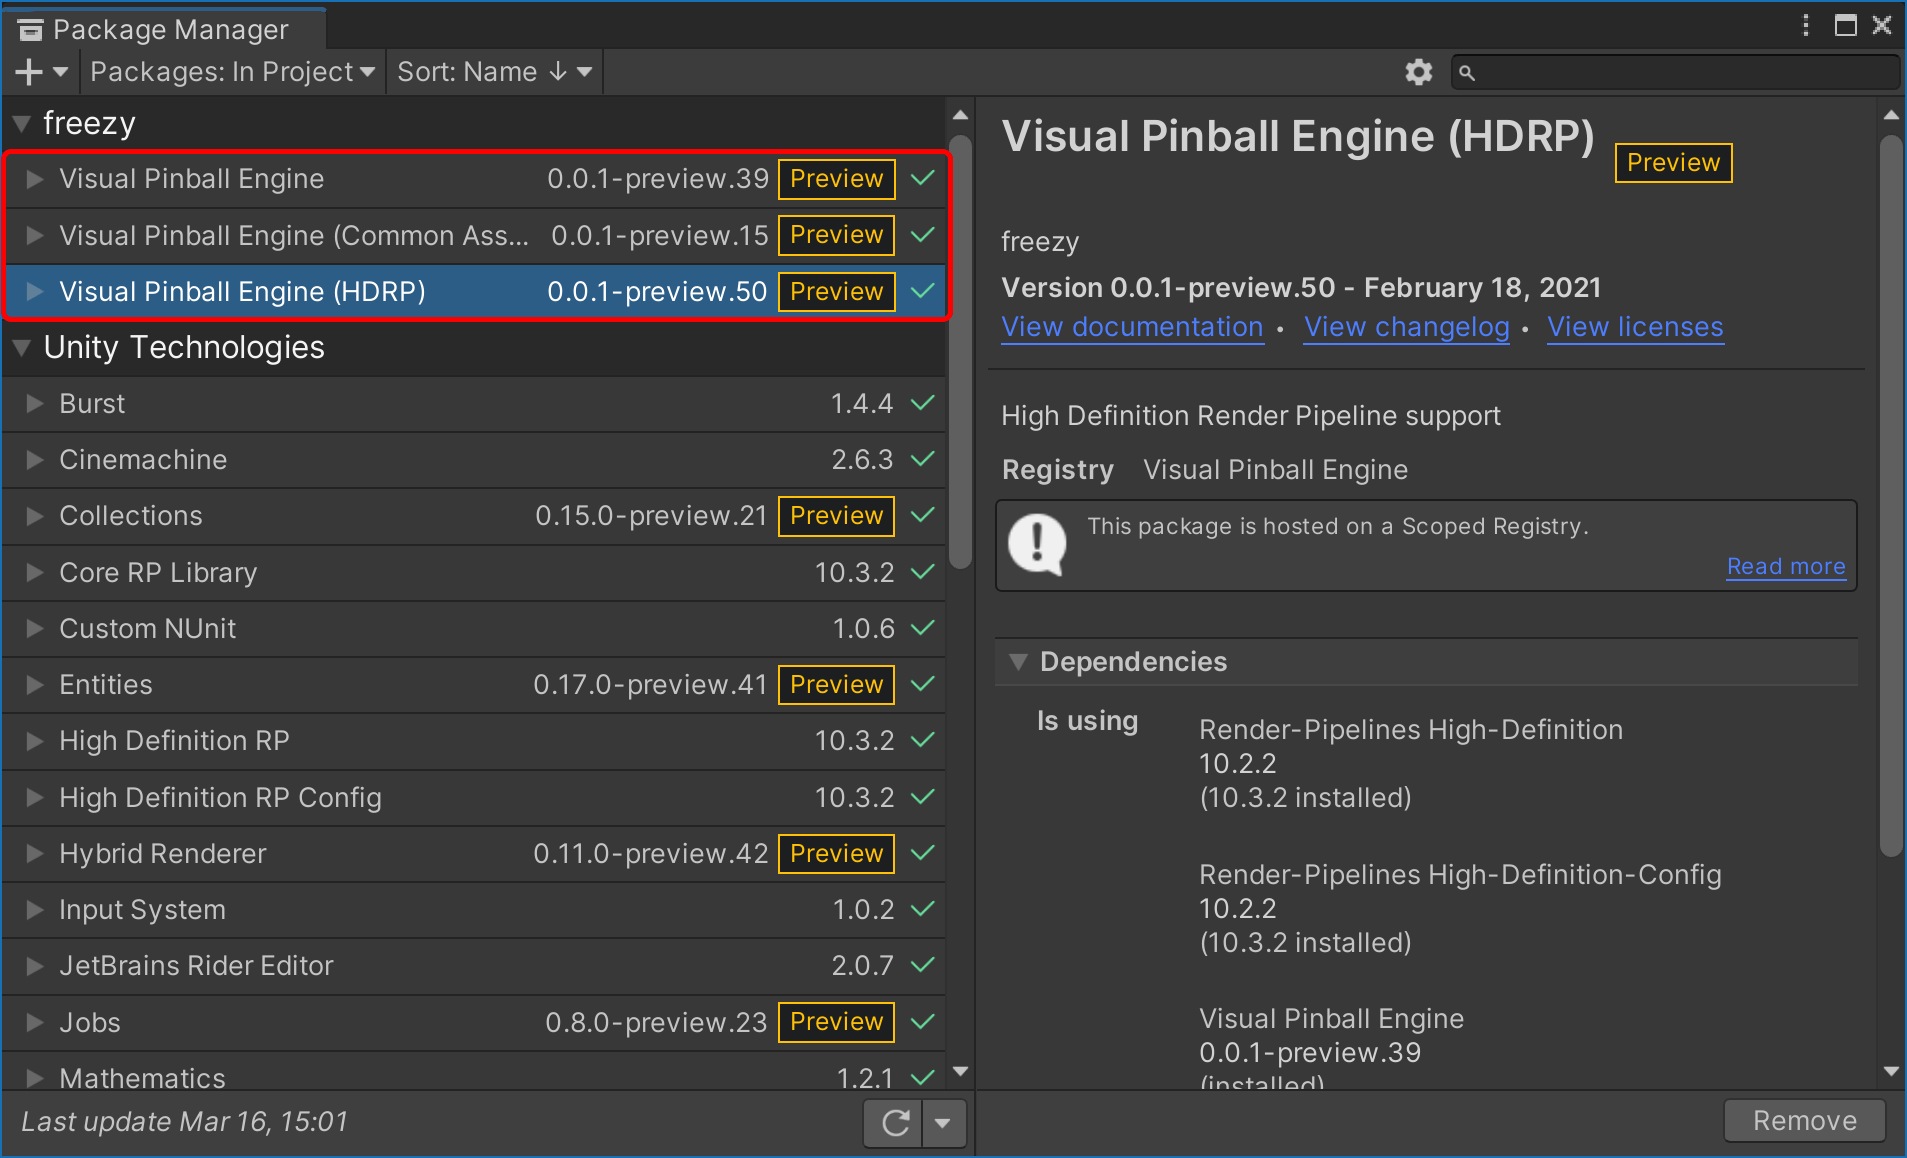 Package Manager
Packages: In Project
Sort: Name ↓
freezy
Visual Pinball Engine 0.0.1-preview.39 Preview
Visual Pinball Engine (Common Ass... 0.0.1-preview.15 Preview
Visual Pinball Engine (HDRP) 0.0.1-preview.50 Preview
Unity Technologies
Burst 1.4.4
Cinemachine 2.6.3
Collections 0.15.0-preview.21 Preview
Core RP Library 10.3.2
Custom NUnit 1.0.6
Entities 0.17.0-preview.41 Preview
High Definition RP 10.3.2
High Definition RP Config 10.3.2
Hybrid Renderer 0.11.0-preview.42 Preview
Input System 1.0.2
JetBrains Rider Editor 2.0.7
Jobs 0.8.0-preview.23 Preview
Mathematics 1.2.1
Last update Mar 16, 15:01
Visual Pinball Engine (HDRP) Preview
freezy
Version 0.0.1-preview.50 - February 18, 2021
View documentation • View changelog • View licenses
High Definition Render Pipeline support
Registry Visual Pinball Engine
This package is hosted on a Scoped Registry.
Read more
Dependencies
Is using
Render-Pipelines High-Definition
10.2.2
(10.3.2 installed)
Render-Pipelines High-Definition-Config
10.2.2
(10.3.2 installed)
Visual Pinball Engine
0.0.1-preview.39
(installed)
Remove